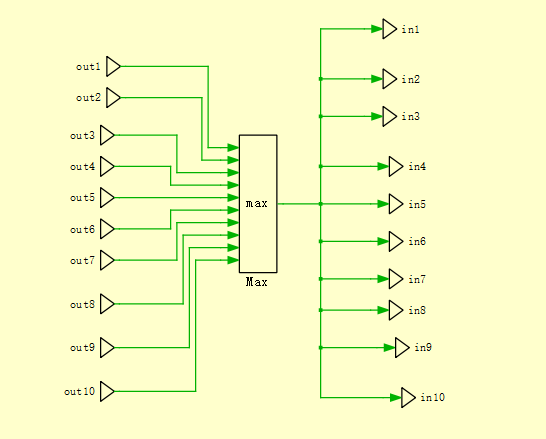 out1
out2
out3
out4
out5
out6
out7
out8
out9
out10
max
Max
in1
in2
in3
in4
in5
in6
in7
in8
in9
in10